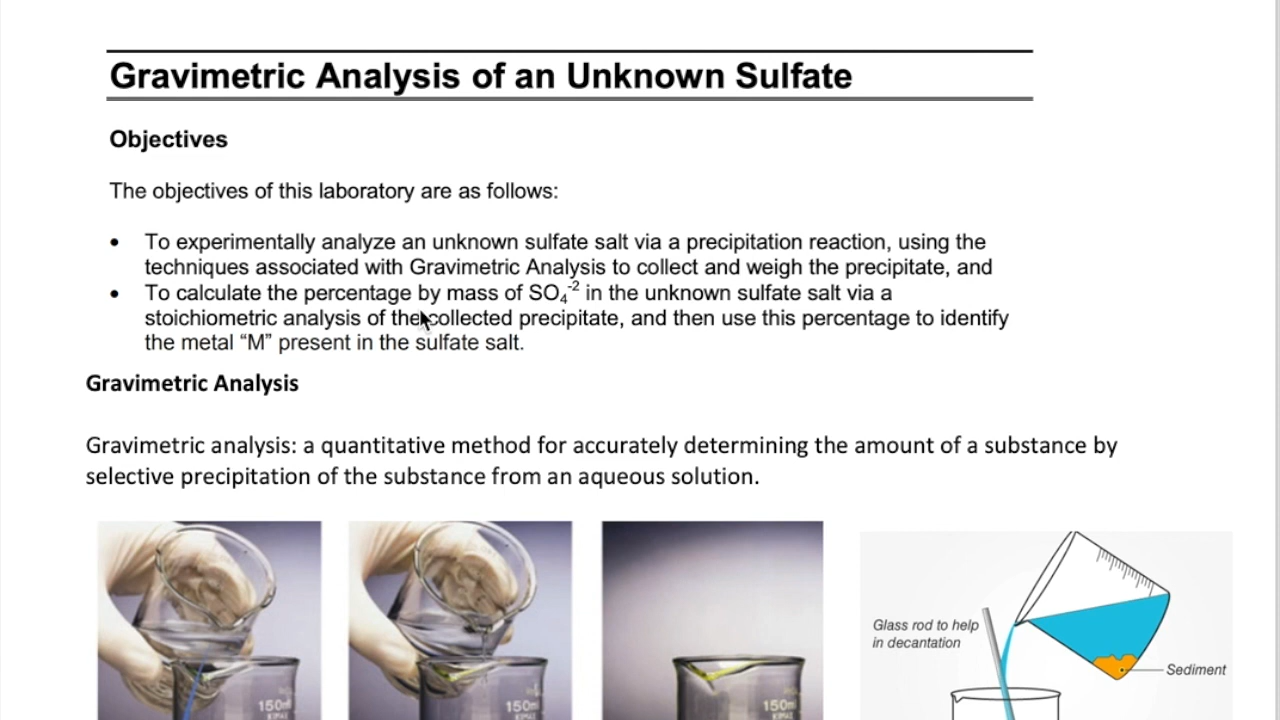 Gravimetric Analysis of an Unknown Sulfate
Objectives
The objectives of this laboratory are as follows:
• To experimentally analyze an unknown sulfate salt via a precipitation reaction, using the
techniques associated with Gravimetric Analysis to collect and weigh the precipitate, and
• To calculate the percentage by mass of SO₄⁻² in the unknown sulfate salt via a
stoichiometric analysis of the collected precipitate, and then use this percentage to identify
the metal “M” present in the sulfate salt.
Gravimetric Analysis
Gravimetric analysis: a quantitative method for accurately determining the amount of a substance by
selective precipitation of the substance from an aqueous solution.
Glass rod to help
in decantation
Sediment
150ml
150ml
150ml